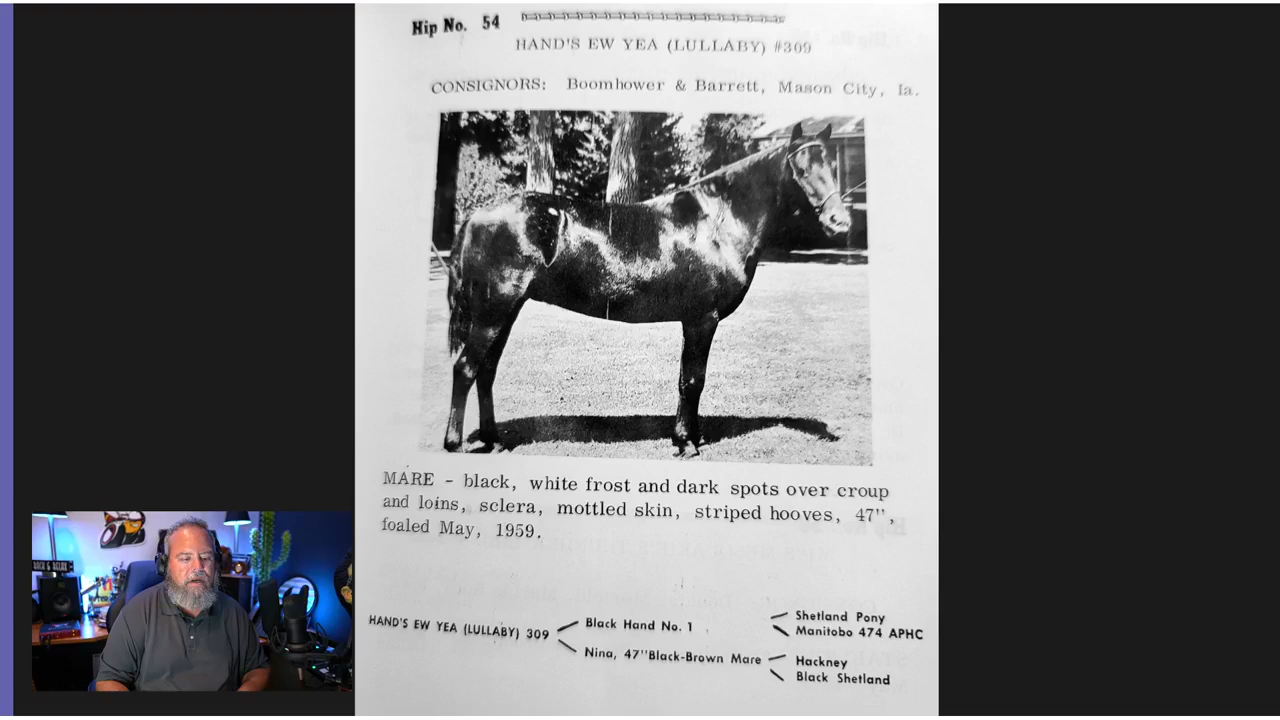 Hip No. 54
HAND'S EW YEA (LULLABY) #309
CONSIGNORS: Boomhower & Barrett, Mason City, Ia.
MARE - black, white frost and dark spots over croup
and loins, sclera, mottled skin, striped hooves, 47",
foaled May, 1959.
HAND'S EW YEA (LULLABY) 309
Black Hand No. 1
Shetland Pony
Manitobo 474 APHC
Nina, 47"Black-Brown Mare
Hackney
Black Shetland
ROCK & RELAX